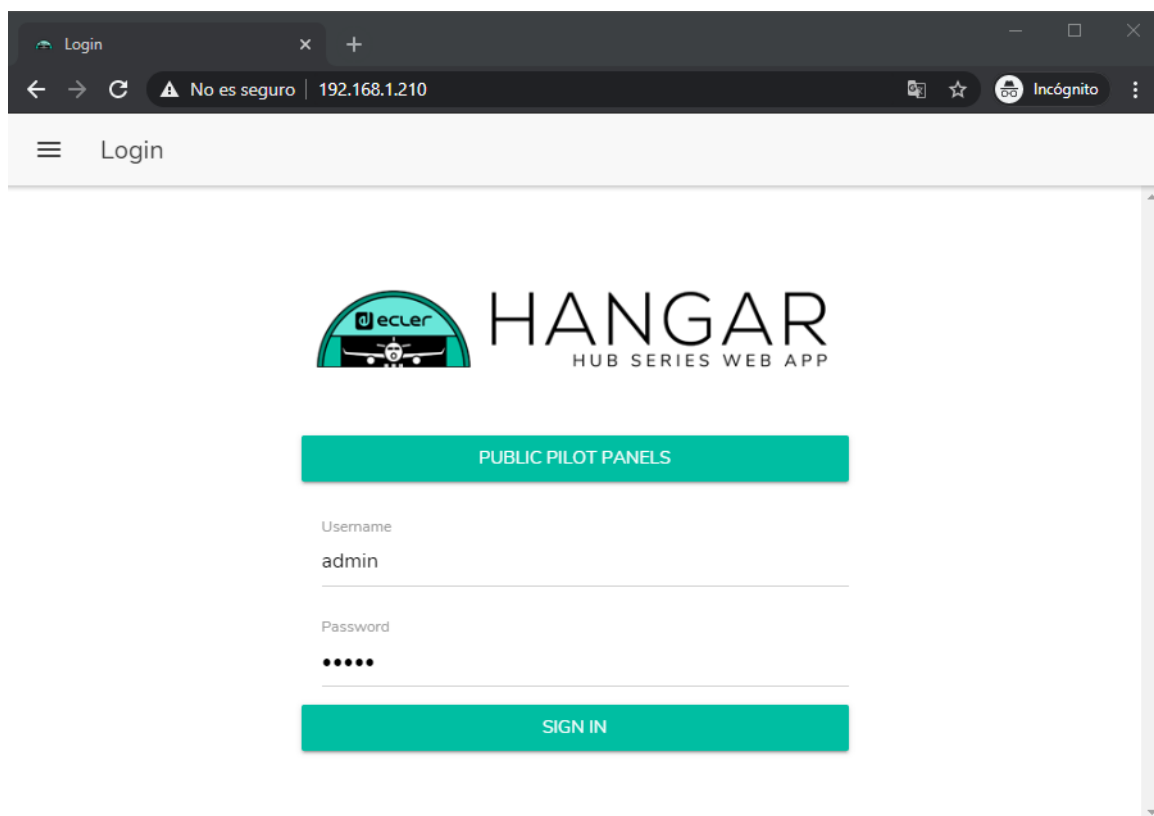 Login
No es seguro | 192.168.1.210
Incógnito
Login
ecler
HANGAR
HUB SERIES WEB APP
PUBLIC PILOT PANELS
Username
admin
Password
•••••
SIGN IN